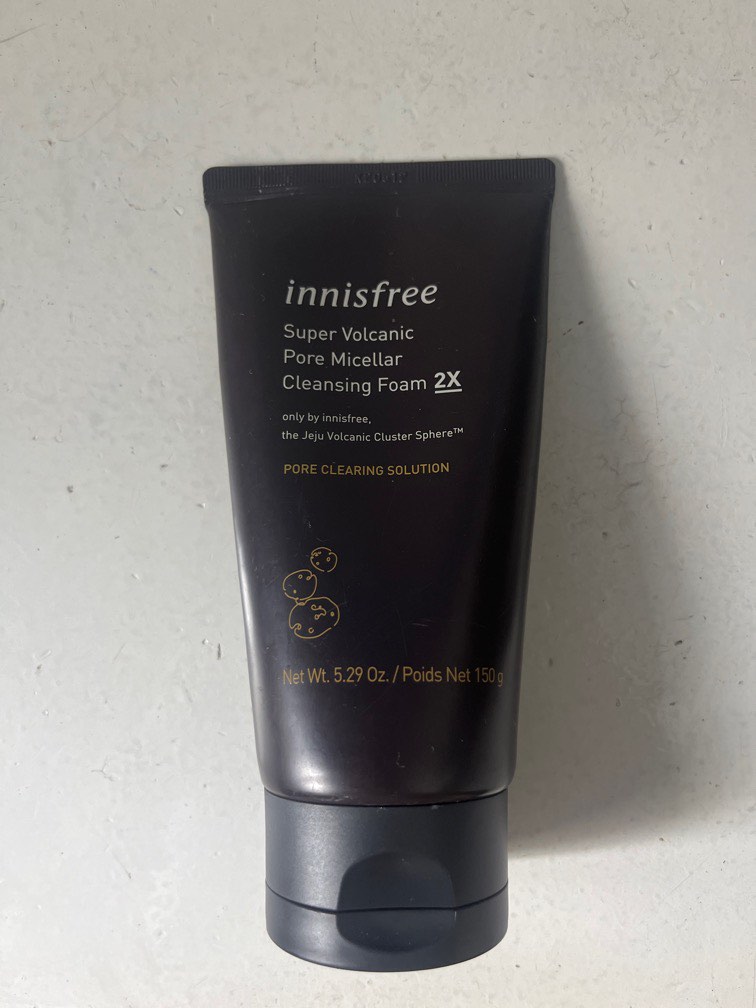 innisfree
Super Volcanic
Pore Micellar
Cleansing Foam 2X
only by innisfree,
the Jeju Volcanic Cluster Sphere™
PORE CLEARING SOLUTION
Net Wt. 5.29 Oz. / Poids Net 150 g